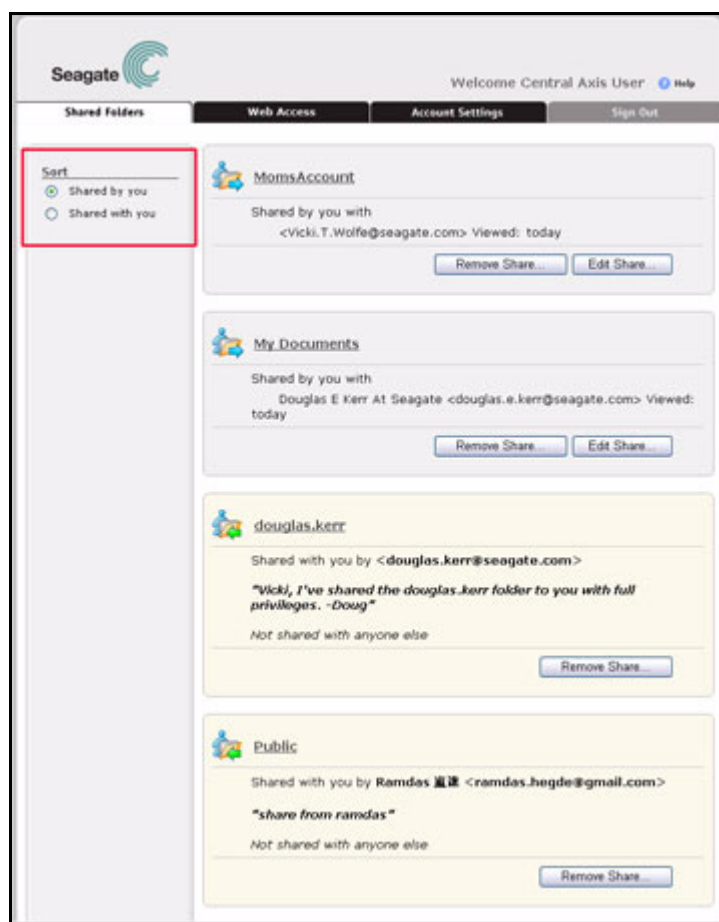 Seagate
Welcome Central Axis User
Help
Shared Folders
Web Access
Account Settings
Sign Out
Sort
Shared by you
Shared with you
MomsAccount
Shared by you with
<Vicki.T.Wolfe@seagate.com> Viewed: today
Remove Share...
Edit Share...
My Documents
Shared by you with
Douglas E Kerr At Seagate <douglas.e.kerr@seagate.com> Viewed:
today
Remove Share...
Edit Share...
douglas.kerr
Shared with you by <douglas.kerr@seagate.com>
"Vicki, I've shared the douglas.kerr folder to you with full
privileges. -Doug"
Not shared with anyone else
Remove Share...
Public
Shared with you by Ramdas <ramdas.hegde@gmail.com>
"share from ramdas"
Not shared with anyone else
Remove Share...